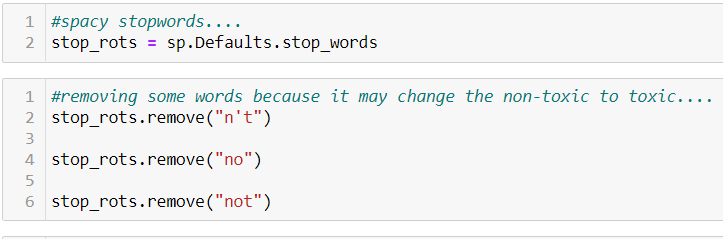 1 #spacy stopwords....
2 stop_rots = sp.Defaults.stop_words
1 #removing some words because it may change the non-toxic to toxic....
2 stop_rots.remove("n't")
3
4 stop_rots.remove("no")
5
6 stop_rots.remove("not")